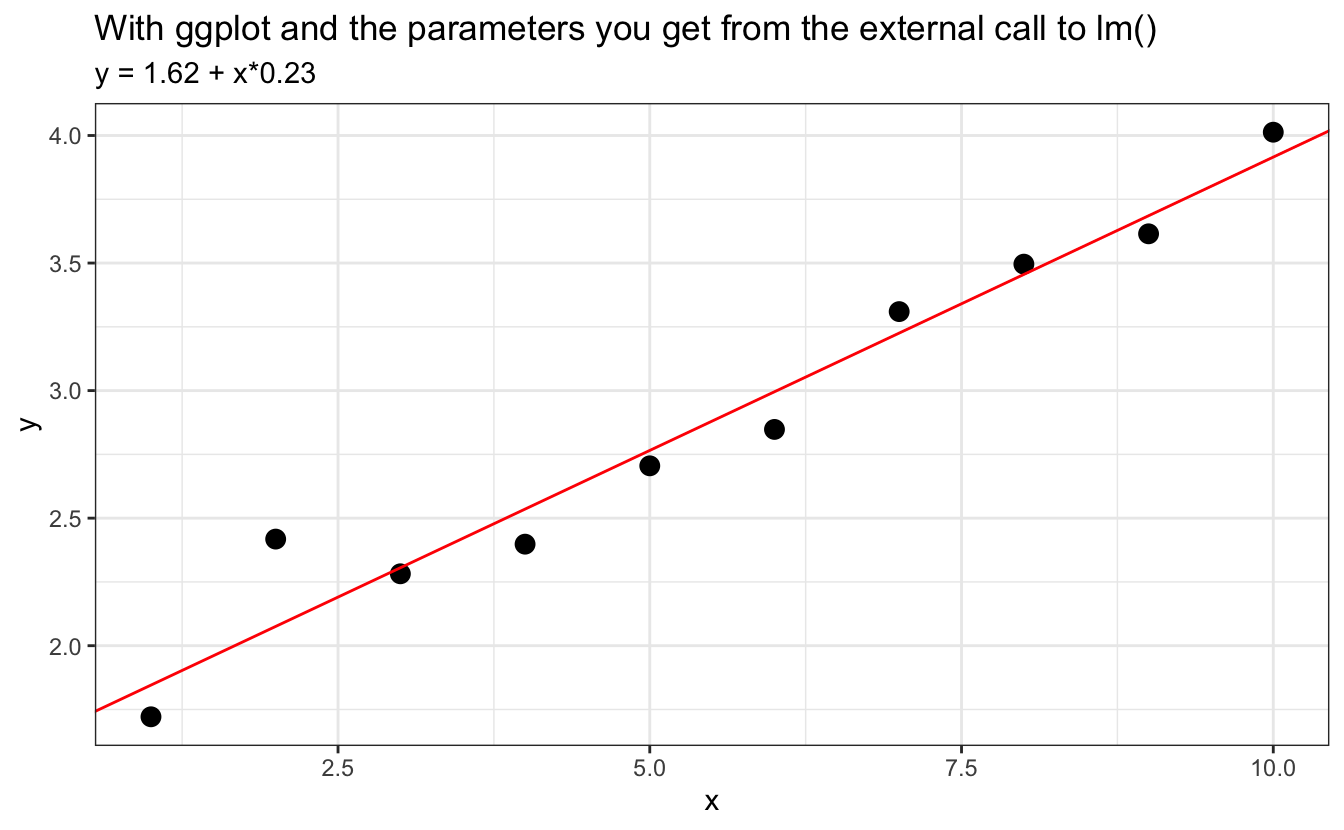 With ggplot and the parameters you get from the external call to lm()
y = 1.62 + x*0.23
4.0
3.5
3.0
2.5
2.0
y
2.5 5.0 7.5 10.0
x